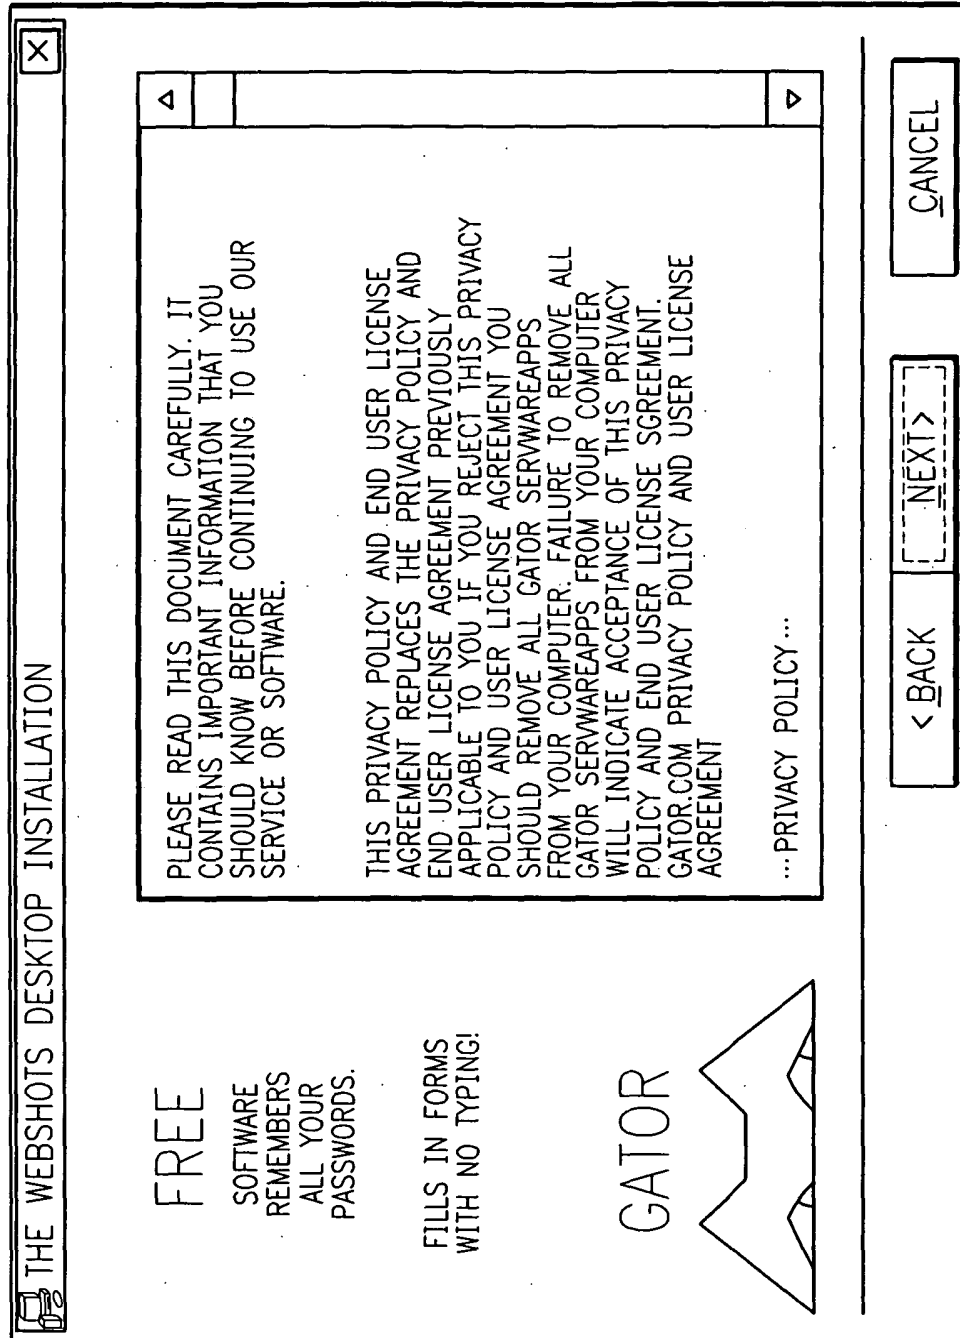 THE WEBSHOTS DESKTOP INSTALLATION
FREE
SOFTWARE
REMEMBERS
ALL YOUR
PASSWORDS.
FILLS IN FORMS
WITH NO TYPING!
GATOR
PLEASE READ THIS DOCUMENT CAREFULLY. IT
CONTAINS IMPORTANT INFORMATION THAT YOU
SHOULD KNOW BEFORE CONTINUING TO USE OUR
SERVICE OR SOFTWARE.
THIS PRIVACY POLICY AND END USER LICENSE
AGREEMENT REPLACES THE PRIVACY POLICY AND
END USER LICENSE AGREEMENT PREVIOUSLY
APPLICABLE TO YOU IF YOU REJECT THIS PRIVACY
POLICY AND USER LICENSE AGREEMENT YOU
SHOULD REMOVE ALL GATOR SERVWAREAPPS
FROM YOUR COMPUTER. FAILURE TO REMOVE ALL
GATOR SERVWAREAPPS FROM YOUR COMPUTER
WILL INDICATE ACCEPTANCE OF THIS PRIVACY
POLICY AND END USER LICENSE SGREEMENT.
GATOR.COM PRIVACY POLICY AND USER LICENSE
AGREEMENT
...PRIVACY POLICY...
< BACK
NEXT>
CANCEL